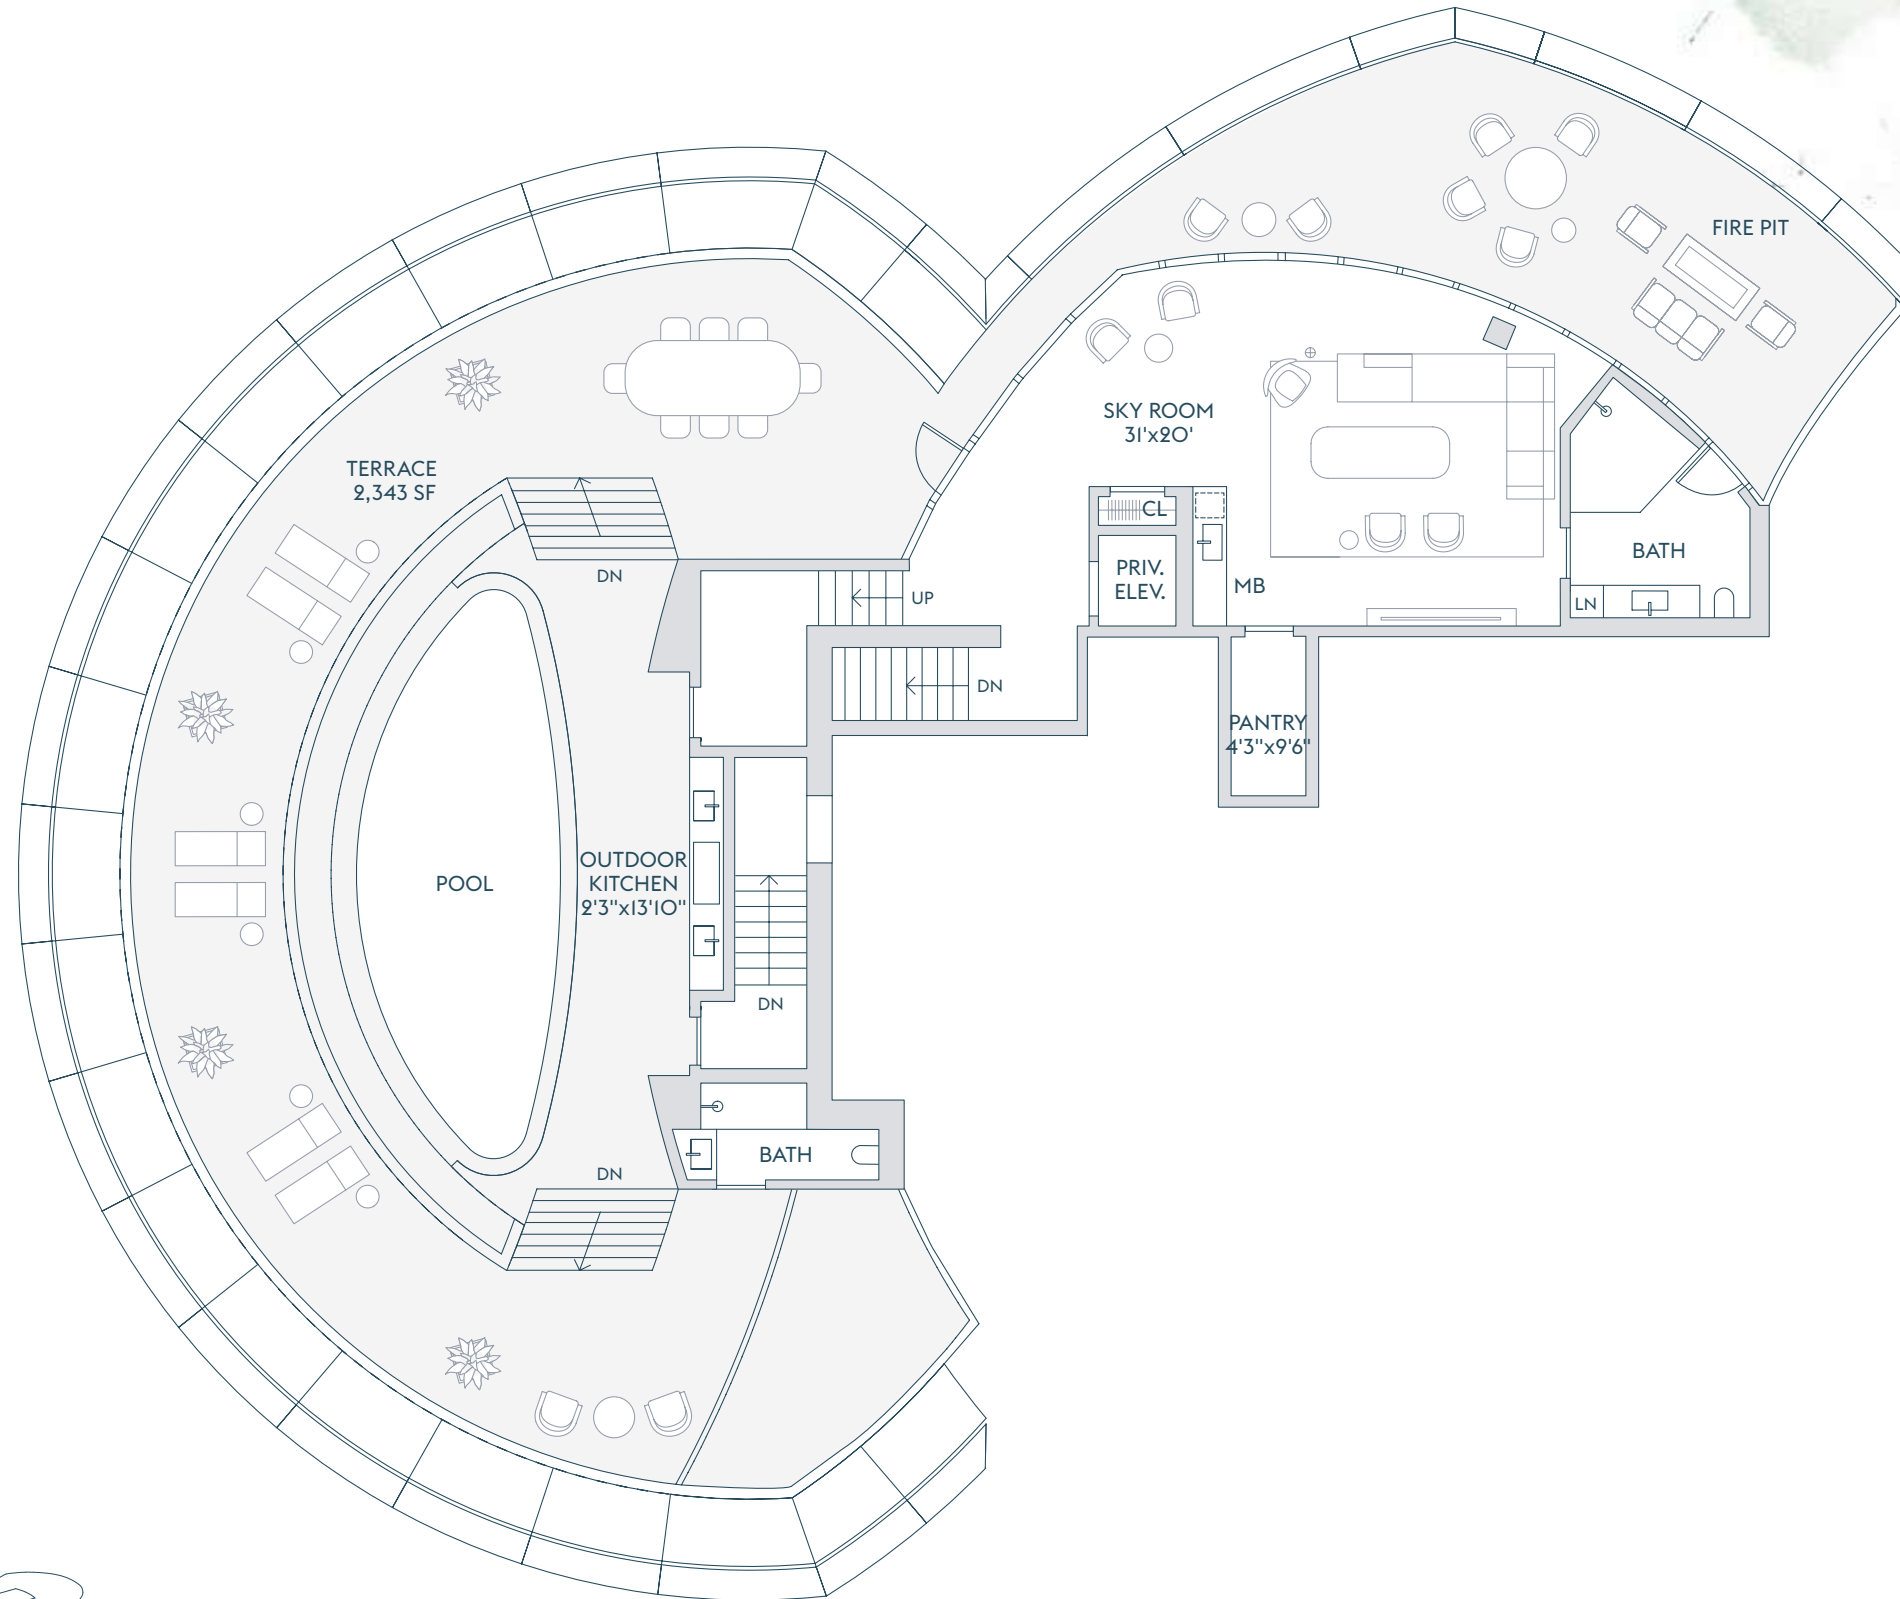 FIRE PIT
SKY ROOM
31'x20'
TERRACE
2,343 SF
CL
PRIV.
ELEV.
MB
BATH
LN
DN
UP
DN
PANTRY
4'3"x9'6"
POOL
OUTDOOR
KITCHEN
2'3"x13'10"
DN
BATH
DN